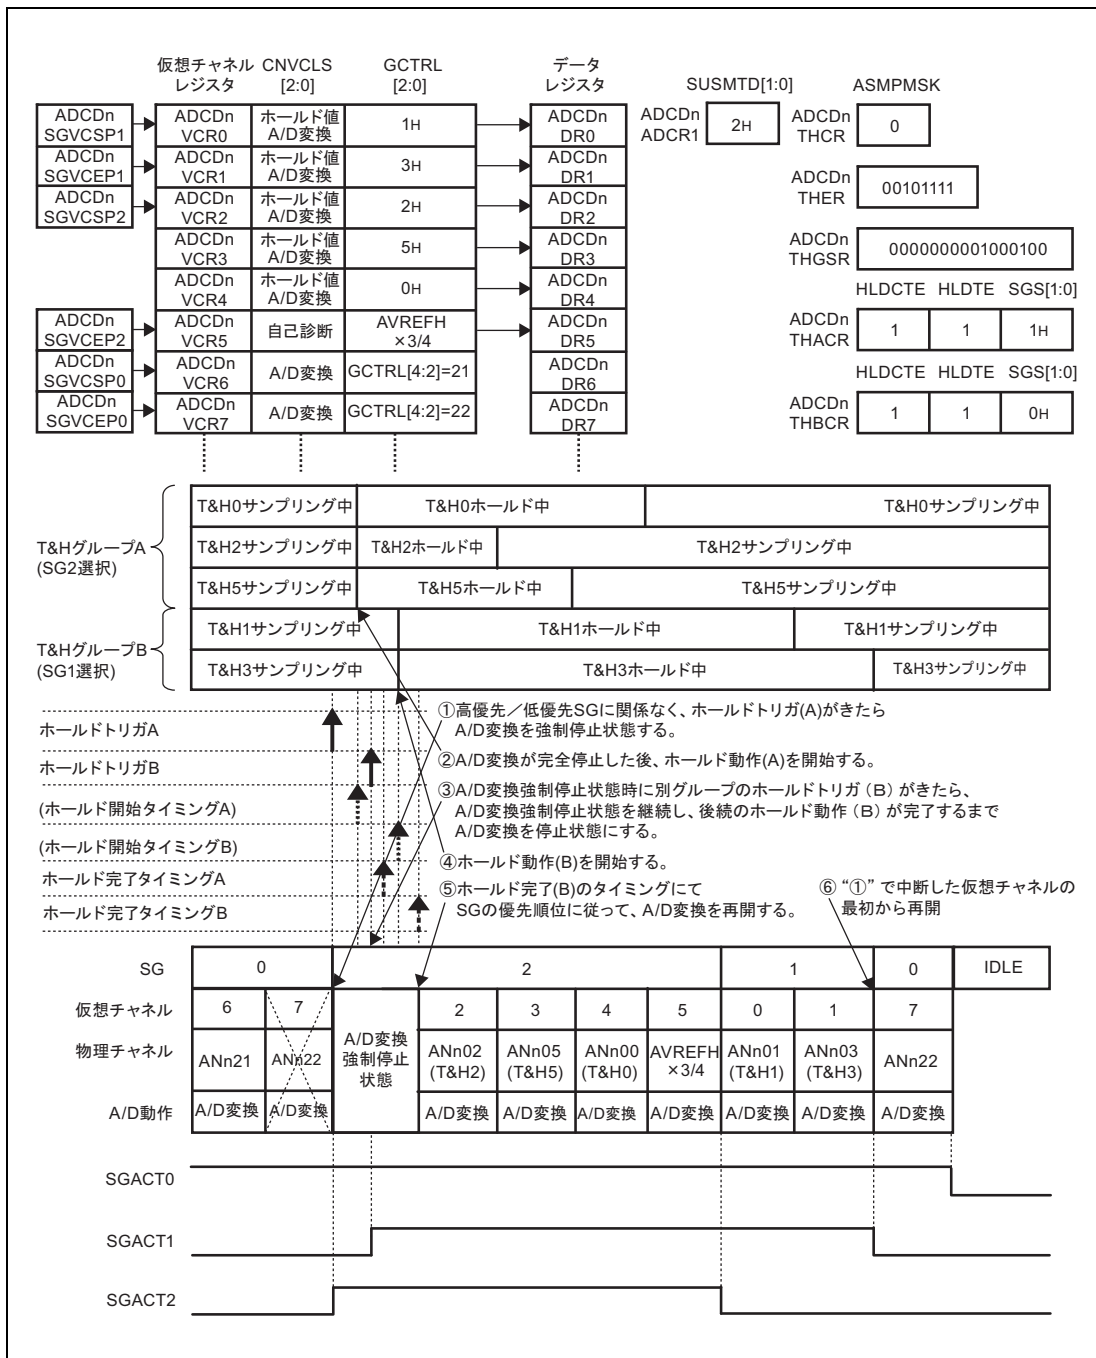 仮想チャネル CNVCLS GCTRL データ
レジスタ [2:0] [2:0] レジスタ
SUSMTD[1:0] ASMPMSK
ADCDn SGVCSP1 ADCDn VCR0 ホールド値 A/D変換 1H ADCDn DR0
ADCDn ADCR1 2H ADCDn THCR 0
ADCDn SGVCEP1 ADCDn VCR1 ホールド値 A/D変換 3H ADCDn DR1
ADCDn THER 00101111
ADCDn SGVCSP2 ADCDn VCR2 ホールド値 A/D変換 2H ADCDn DR2
ADCDn VCR3 ホールド値 A/D変換 5H ADCDn DR3
ADCDn THGSR 0000000001000100
ADCDn VCR4 ホールド値 A/D変換 0H ADCDn DR4
HLDCTE HLDTE SGS[1:0]
ADCDn SGVCEP2 ADCDn VCR5 自己診断 AVREFH ×3/4 ADCDn DR5
ADCDn THACR 1 1 1H
ADCDn SGVCSP0 ADCDn VCR6 A/D変換 GCTRL[4:2]=21 ADCDn DR6
HLDCTE HLDTE SGS[1:0]
ADCDn SGVCEP0 ADCDn VCR7 A/D変換 GCTRL[4:2]=22 ADCDn DR7
ADCDn THBCR 1 1 0H
T&HグループA
(SG2選択)
T&H0サンプリング中 T&H0ホールド中 T&H0サンプリング中
T&H2サンプリング中 T&H2ホールド中 T&H2サンプリング中
T&H5サンプリング中 T&H5ホールド中 T&H5サンプリング中
T&HグループB
(SG1選択)
T&H1サンプリング中 T&H1ホールド中 T&H1サンプリング中
T&H3サンプリング中 T&H3ホールド中 T&H3サンプリング中
ホールドトリガA
ホールドトリガB
(ホールド開始タイミングA)
(ホールド開始タイミングB)
ホールド完了タイミングA
ホールド完了タイミングB
①高優先/低優先SGに関係なく、ホールドトリガ(A)がきたら
A/D変換を強制停止状態する。
②A/D変換が完全停止した後、ホールド動作(A)を開始する。
③A/D変換強制停止状態時に別グループのホールドトリガ(B)がきたら、
A/D変換強制停止状態を継続し、後続のホールド動作(B)が完了するまで
A/D変換を停止状態にする。
④ホールド動作(B)を開始する。
⑤ホールド完了(B)のタイミングにて
SGの優先順位に従って、A/D変換を再開する。
⑥ “①” で中断した仮想チャネルの
最初から再開
SG 0 2 1 0 IDLE
仮想チャネル 6 7 2 3 4 5 0 1 7
A/D変換
強制停止
状態
物理チャネル ANn21 ANn22 ANn02 (T&H2) ANn05 (T&H5) ANn00 (T&H0) AVREFH ×3/4 ANn01 (T&H1) ANn03 (T&H3) ANn22
A/D動作 A/D変換 A/D変換 A/D変換 A/D変換 A/D変換 A/D変換 A/D変換 A/D変換 A/D変換
SGACT0
SGACT1
SGACT2